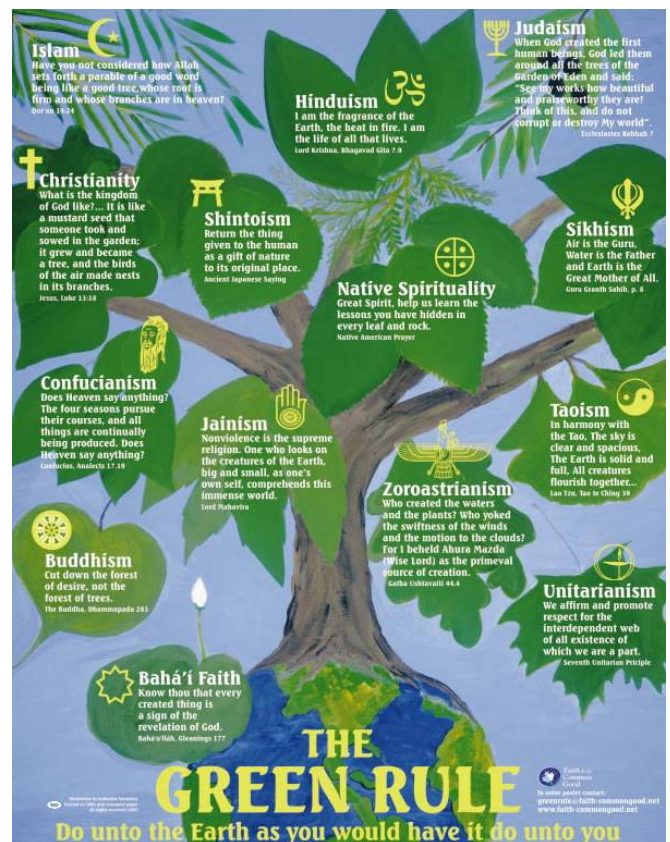 Islam
Have you not considered how Allah
sets forth a parable of a good word
being like a good tree,whose root is
firm and whose branches are in heaven?
Qur'an 14:24
Judaism
When God created the first
human beings, God led them
around all the trees of the
Garden of Eden and said:
"See my works how beautiful
and praiseworthy they are!
Think of this, and do not
corrupt or destroy My world".
Ecclesiastes Rabbah 7
Hinduism
I am the fragrance of the
Earth, the heat in fire. I am
the life of all that lives.
Lord Krishna, Bhagavad Gita 7.9
Christianity
What is the kingdom
of God like?... It is like
a mustard seed that
someone took and
sowed in the garden;
it grew and became
a tree, and the birds
of the air made nests
in its branches.
Jesus, Luke 13:18
Shintoism
Return the thing
given to the human
as a gift of nature
to its original place.
Ancient Japanese Saying
Sikhism
Air is the Guru,
Water is the Father
and Earth is the
Great Mother of All.
Guru Granth Sahib, p. 8
Native Spirituality
Great Spirit, help us learn the
lessons you have hidden in
every leaf and rock.
Native American Prayer
Confucianism
Does Heaven say anything?
The four seasons pursue
their courses, and all
things are continually
being produced. Does
Heaven say anything?
Confucius, Analects 17.19
Jainism
Nonviolence is the supreme
religion. One who looks on
the creatures of the Earth,
big and small, as one's
own self, comprehends this
immense world.
Lord Mahavira
Taoism
In harmony with
the Tao, The sky is
clear and spacious,
The Earth is solid and
full, All creatures
flourish together...
Lao Tzu, Tao te Ching 39
Zoroastrianism
Who created the waters
and the plants? Who yoked
the swiftness of the winds
and the motion to the clouds?
For I beheld Ahura Mazda
(Wise Lord) as the primeval
source of creation.
Gatha Ushtavaiti 44.4
Buddhism
Cut down the forest
of desire, not the
forest of trees.
The Buddha, Dhammapada 283
Unitarianism
We affirm and promote
respect for the
interdependent web
of all existence of
which we are a part.
Seventh Unitarian Priciple
Bahá'í Faith
Know thou that every
created thing is
a sign of the
revelation of God.
Bahá'u'lláh, Gleanings 177
THE
GREEN RULE
Faith & the
Common
Good
To order poster contact:
greenrule@faith-commongood.net
www.faith-commongood.net
Do unto the Earth as you would have it do unto you